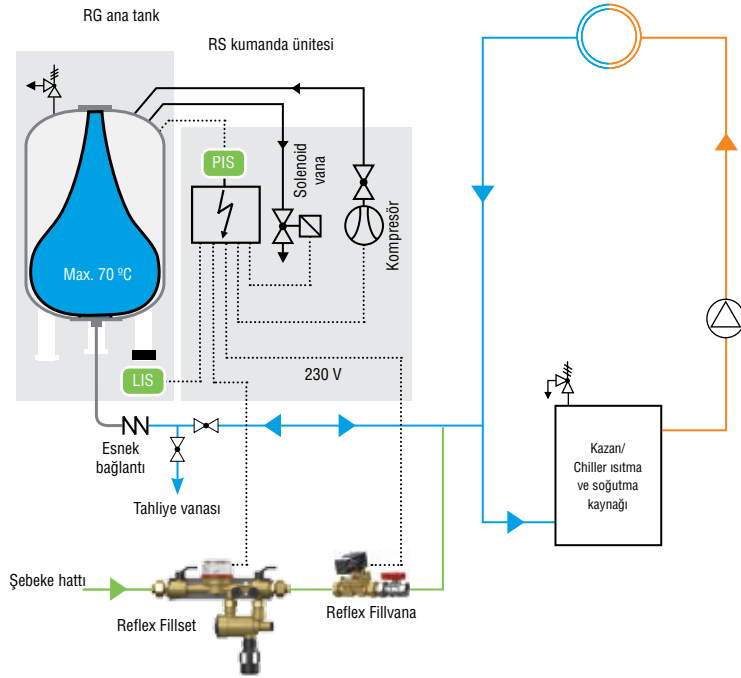 RG ana tank
RS kumanda ünitesi
PIS
Solenoid
vana
Kompresör
Max. 70 ºC
LIS
230 V
Esnek
bağlantı
Tahliye vanası
Kazan/
Chiller ısıtma
ve soğutma
kaynağı
Şebeke hattı
Reflex Fillset
Reflex Fillvana